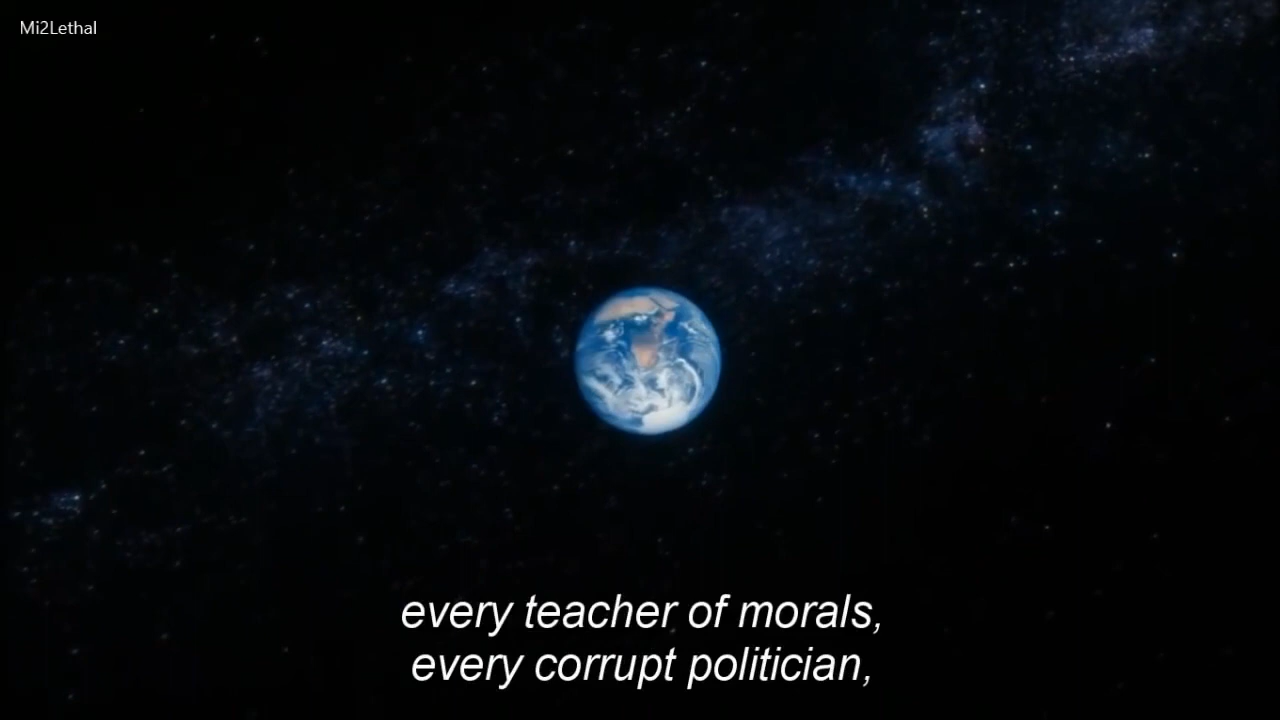 Mi2Lethal
every teacher of morals,
every corrupt politician,